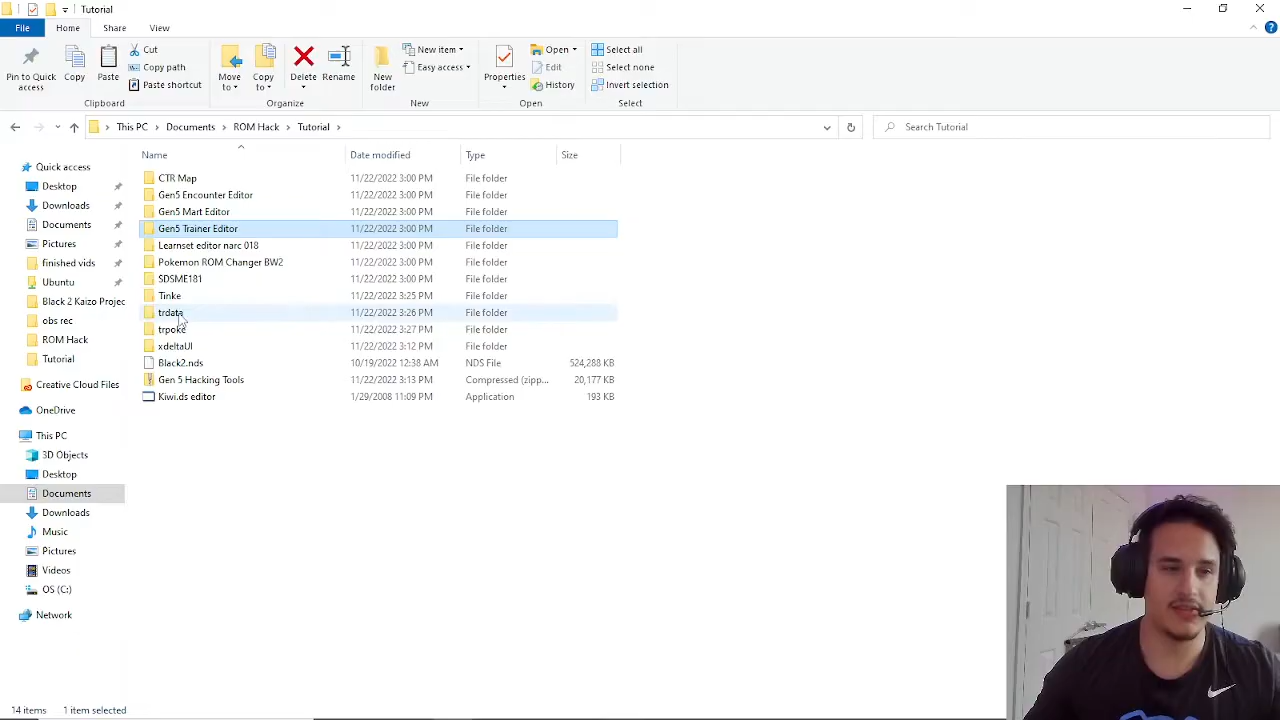 Tutorial
File Home Share View
Pin to Quick access
Copy
Paste
Cut
Copy path
Paste shortcut
Clipboard
Move to
Copy to
Delete
Rename
Organize
New folder
New item
Easy access
New
Properties
Open
Edit
History
Open
Select all
Select none
Invert selection
Select
This PC Documents ROM Hack Tutorial
Search Tutorial
Quick access
Desktop
Downloads
Documents
Pictures
finished vids
Ubuntu
Black 2 Kaizo Projec
obs rec
ROM Hack
Tutorial
Creative Cloud Files
OneDrive
This PC
3D Objects
Desktop
Documents
Downloads
Music
Pictures
Videos
OS (C:)
Network
Name Date modified Type Size
CTR Map 11/22/2022 3:00 PM File folder
Gen5 Encounter Editor 11/22/2022 3:00 PM File folder
Gen5 Mart Editor 11/22/2022 3:00 PM File folder
Gen5 Trainer Editor 11/22/2022 3:00 PM File folder
Learnset editor narc 018 11/22/2022 3:00 PM File folder
Pokemon ROM Changer BW2 11/22/2022 3:00 PM File folder
SDSME181 11/22/2022 3:00 PM File folder
Tinke 11/22/2022 3:25 PM File folder
trdata 11/22/2022 3:26 PM File folder
trpoke 11/22/2022 3:27 PM File folder
xdeltaUI 11/22/2022 3:12 PM File folder
Black2.nds 10/19/2022 12:38 AM NDS File 524,288 KB
Gen 5 Hacking Tools 11/22/2022 3:13 PM Compressed (zipp... 20,177 KB
Kiwi.ds editor 1/29/2008 11:09 PM Application 193 KB
14 items 1 item selected